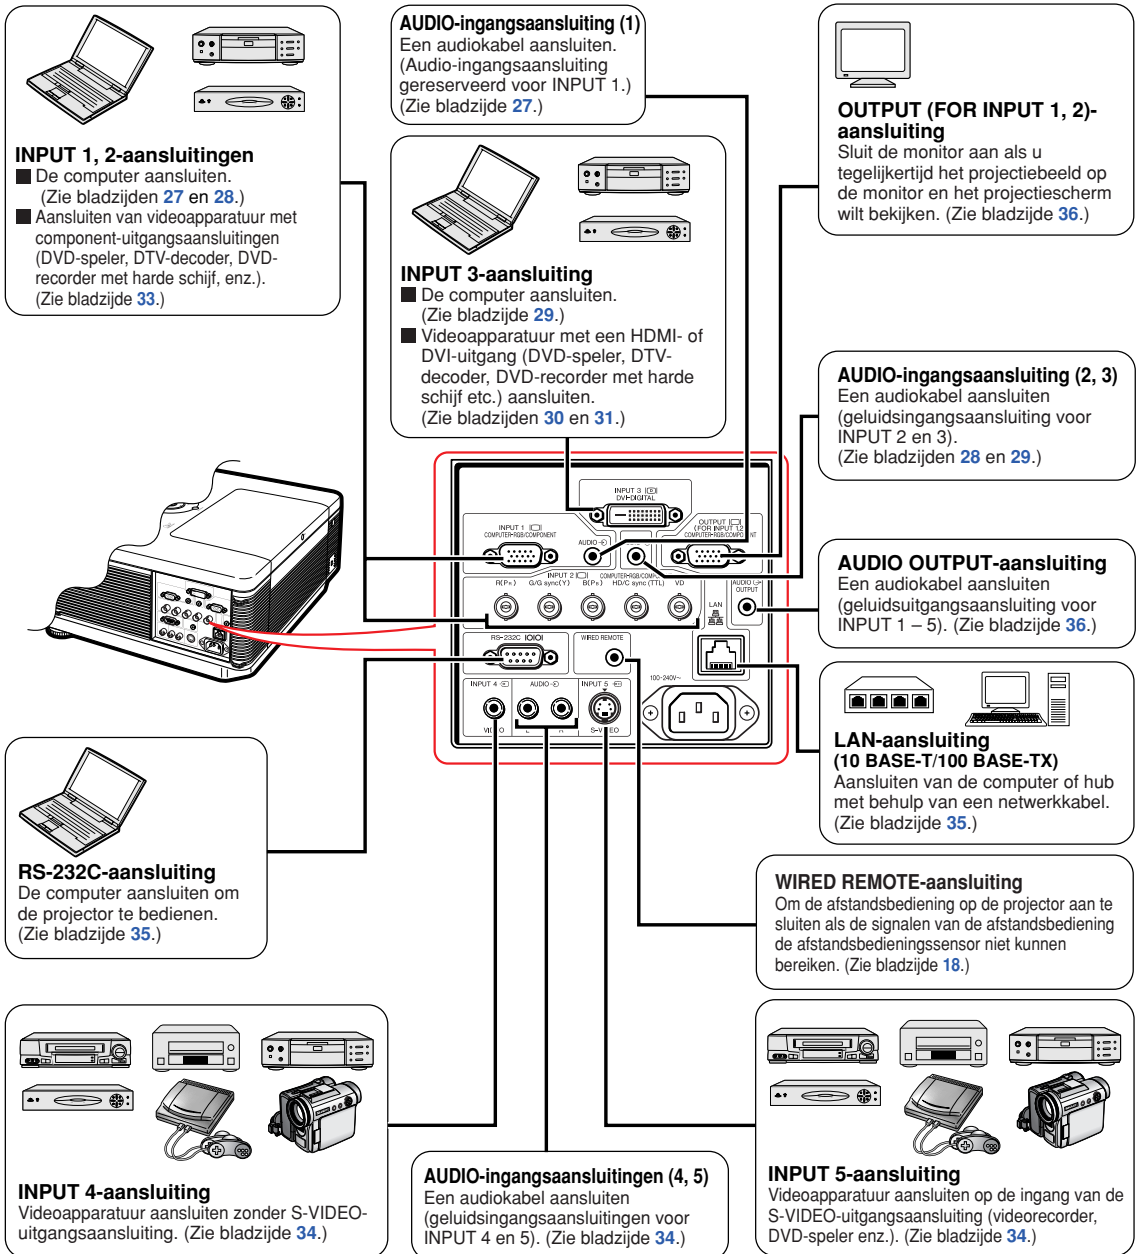 INPUT 1, 2-aansluitingen
■ De computer aansluiten.
(Zie bladzijden 27 en 28.)
■ Aansluiten van videoapparatuur met
component-uitgangsaansluitingen
(DVD-speler, DTV-decoder, DVD-
recorder met harde schijf, enz.).
(Zie bladzijde 33.)
AUDIO-ingangsaansluiting (1)
Een audiokabel aansluiten.
(Audio-ingangsaansluiting
gereserveerd voor INPUT 1.)
(Zie bladzijde 27.)
OUTPUT (FOR INPUT 1, 2)-
aansluiting
Sluit de monitor aan als u
tegelijkertijd het projectiebeeld op
de monitor en het projectiescherm
wilt bekijken. (Zie bladzijde 36.)
INPUT 3-aansluiting
■ De computer aansluiten.
(Zie bladzijde 29.)
■ Videoapparatuur met een HDMI- of
DVI-uitgang (DVD-speler, DTV-
decoder, DVD-recorder met harde
schijf etc.) aansluiten.
(Zie bladzijden 30 en 31.)
AUDIO-ingangsaansluiting (2, 3)
Een audiokabel aansluiten
(geluidsingangsaansluiting voor
INPUT 2 en 3).
(Zie bladzijden 28 en 29.)
INPUT 3
DVI-DIGITAL
INPUT 1
COMPUTER-RGB/COMPONENT
AUDIO
OUTPUT
(FOR INPUT 1,2)
COMPUTER-RGB/COMPONENT
INPUT 2
R(PR) G/G sync(Y) B(PB) HD/C sync (TTL) VD
AUDIO
OUTPUT
LAN
RS-232C
WIRED REMOTE
INPUT 4
AUDIO
INPUT 5
100-240V~
VIDEO
L
R
S-VIDEO
AUDIO OUTPUT-aansluiting
Een audiokabel aansluiten
(geluidsuitgangsaansluiting voor
INPUT 1 – 5). (Zie bladzijde 36.)
LAN-aansluiting
(10 BASE-T/100 BASE-TX)
Aansluiten van de computer of hub
met behulp van een netwerkkabel.
(Zie bladzijde 35.)
RS-232C-aansluiting
De computer aansluiten om
de projector te bedienen.
(Zie bladzijde 35.)
WIRED REMOTE-aansluiting
Om de afstandsbediening op de projector aan te
sluiten als de signalen van de afstandsbediening
de afstandsbedieningssensor niet kunnen
bereiken. (Zie bladzijde 18.)
INPUT 4-aansluiting
Videoapparatuur aansluiten zonder S-VIDEO-
uitgangsaansluiting. (Zie bladzijde 34.)
AUDIO-ingangsaansluitingen (4, 5)
Een audiokabel aansluiten
(geluidsingangsaansluitingen voor
INPUT 4 en 5). (Zie bladzijde 34.)
INPUT 5-aansluiting
Videoapparatuur aansluiten op de ingang van de
S-VIDEO-uitgangsaansluiting (videorecorder,
DVD-speler enz.). (Zie bladzijde 34.)